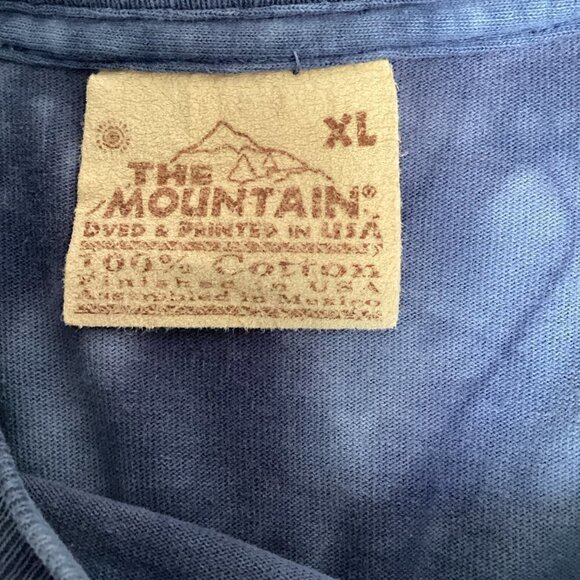 XL
THE
MOUNTAIN®
DYED & PRINTED IN USA
100% Cotton
Finished in USA
Assembled in Mexico